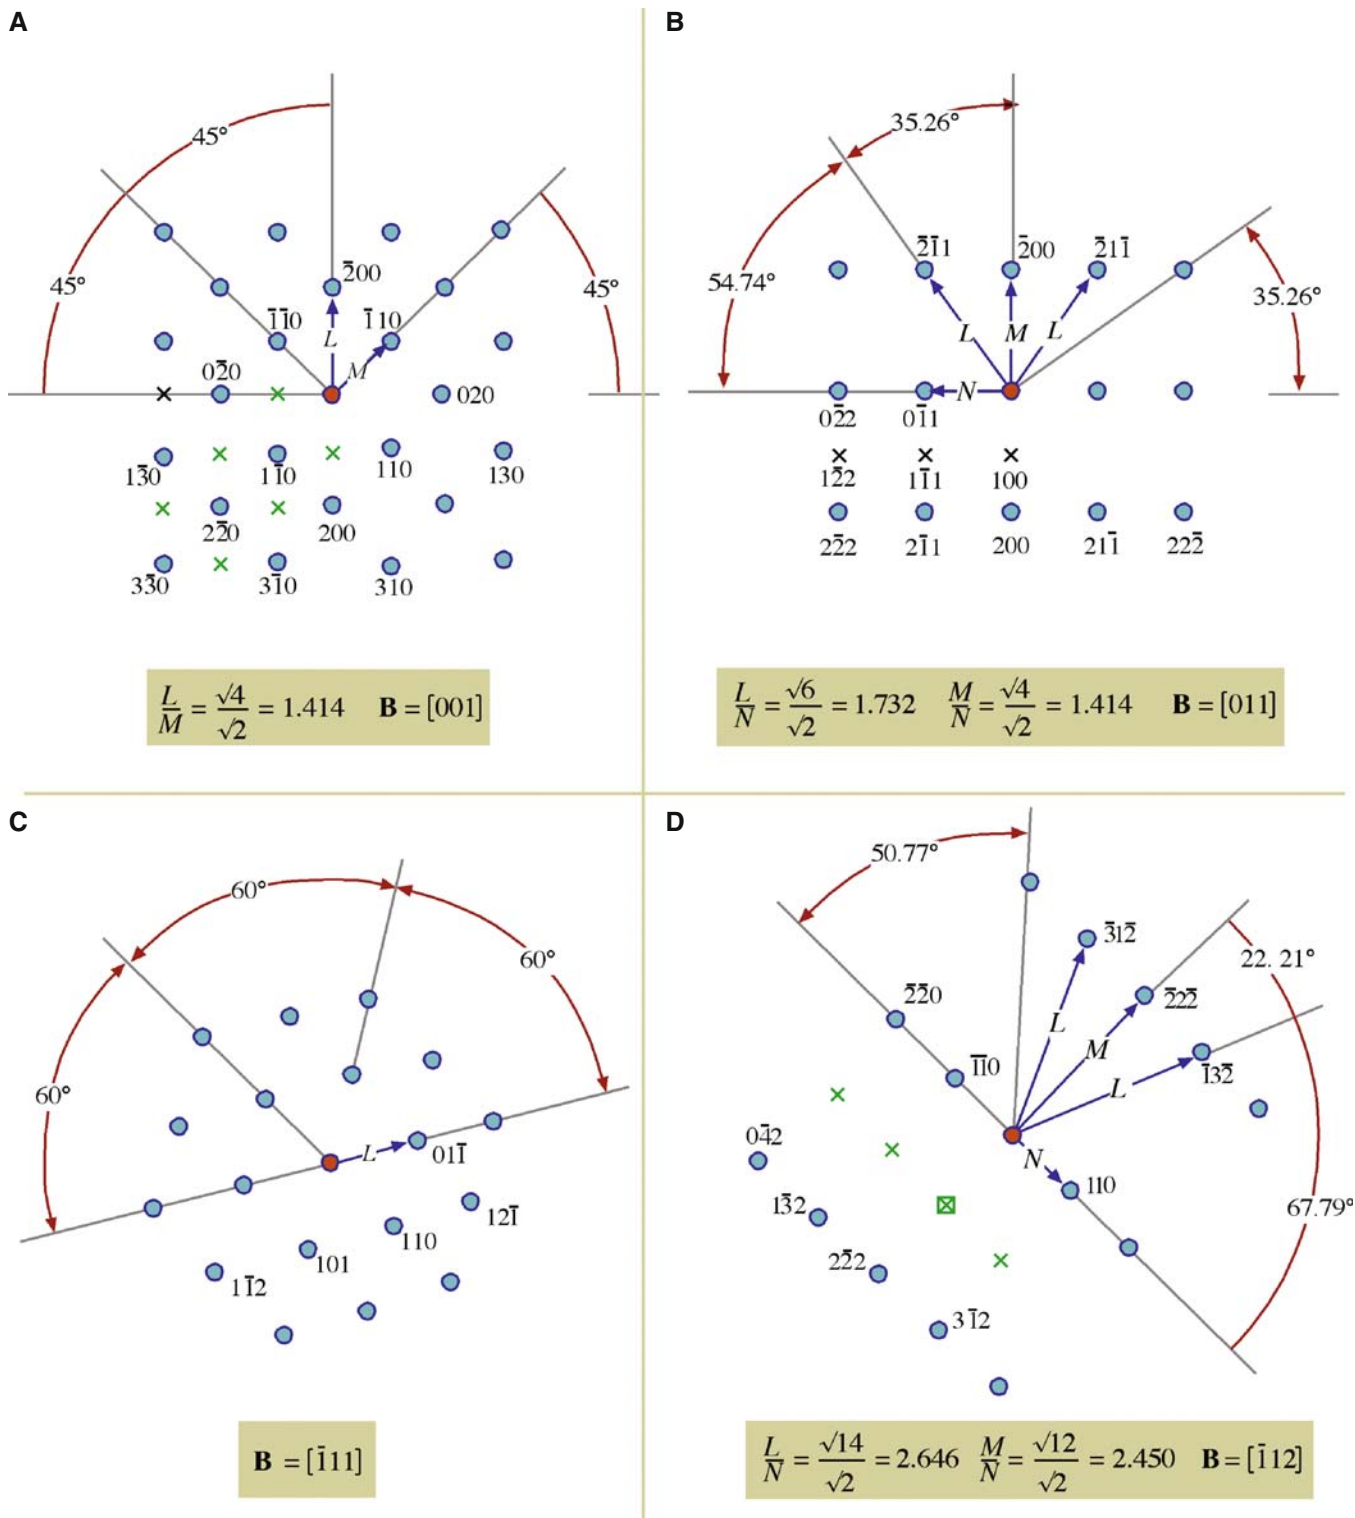 A
45°
45°
45°
2̅00
1̅1̅0
1̅10
L
M
02̅0
020
13̅0
11̅0
110
130
22̅0
200
33̅0
31̅0
310
L/M = √4/√2 = 1.414 B = [001]
B
35.26°
54.74°
35.26°
2̅1̅1
2̅00
2̅11̅
L
M
L
N
02̅2
01̅1
12̅2
11̅1
100
22̅2
21̅1
200
211̅
222̅
L/N = √6/√2 = 1.732 M/N = √4/√2 = 1.414 B = [011]
C
60°
60°
60°
L
011̅
121̅
110
101
11̅2
B = [1̅11]
D
50.77°
22. 21°
67.79°
3̅12̅
2̅2̅0
2̅22̅
1̅1̅0
1̅32̅
L
M
L
N
110
04̅2
13̅2
22̅2
31̅2
L/N = √14/√2 = 2.646 M/N = √12/√2 = 2.450 B = [1̅12]